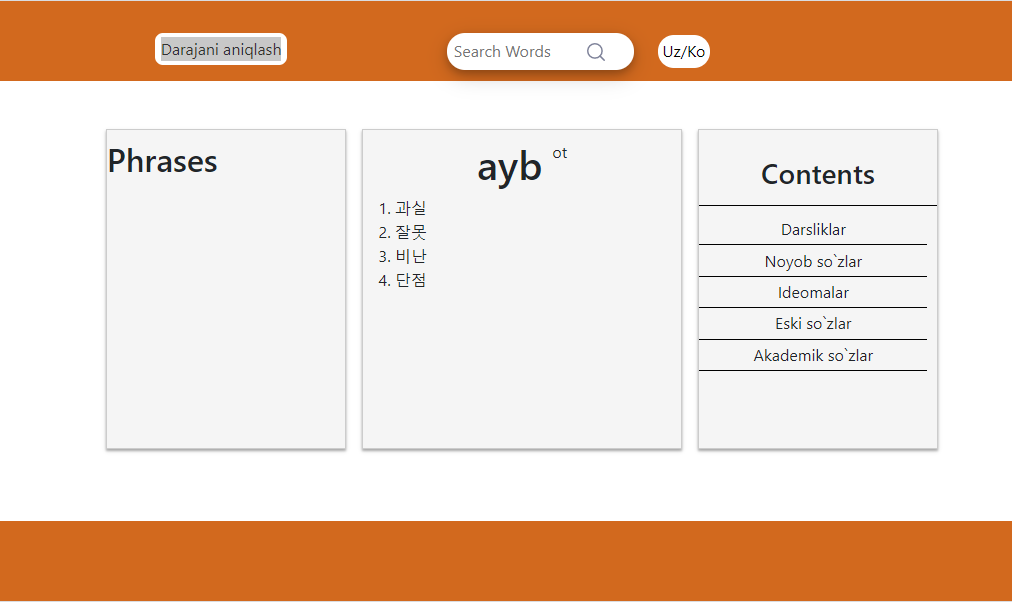 Darajani aniqlash
Search Words
Uz/Ko
Phrases
ayb ot
1. 과실
2. 잘못
3. 비난
4. 단점
Contents
Darsliklar
Noyob so`zlar
Ideomalar
Eski so`zlar
Akademik so`zlar